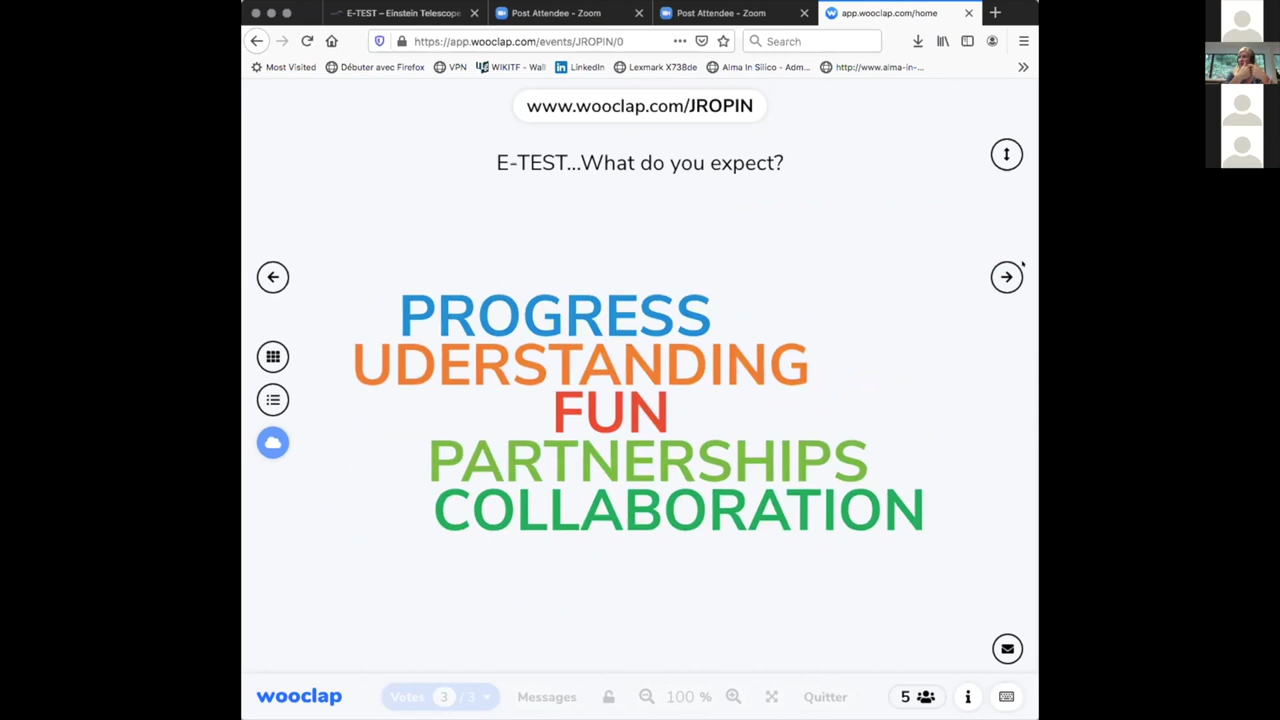 E-TEST – Einstein Telescope
Post Attendee - Zoom
Post Attendee - Zoom
app.wooclap.com/home
https://app.wooclap.com/events/JROPIN/0
Search
Most Visited
Débuter avec Firefox
VPN
WIKITF - Wall
LinkedIn
Lexmark X738de
Alma In Silico - Adm...
http://www.alma-in-...
www.wooclap.com/JROPIN
E-TEST...What do you expect?
PROGRESS
UDERSTANDING
FUN
PARTNERSHIPS
COLLABORATION
wooclap
Votes 3 / 3
Messages
100 %
Quitter
5